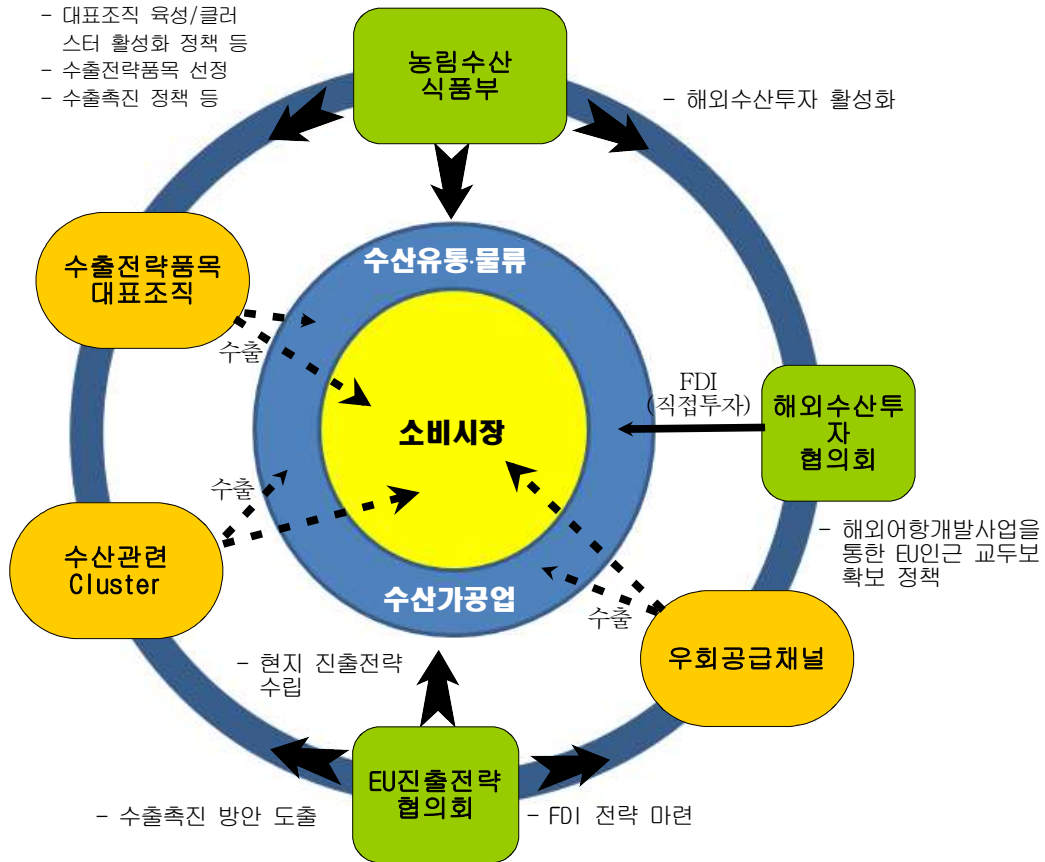 - 대표조직 육성/클러
스터 활성화 정책 등
- 수출전략품목 선정
- 수출촉진 정책 등
농림수산
식품부
- 해외수산투자 활성화
수산유통·물류
수출전략품목
대표조직
수출
FDI
(직접투자)
해외수산투
자
협의회
소비시장
수출
- 해외어항개발사업을
통한 EU인근 교두보
확보 정책
수산관련
Cluster
수산가공업
수출
우회공급채널
- 현지 진출전략
수립
EU진출전략
협의회
- 수출촉진 방안 도출
- FDI 전략 마련